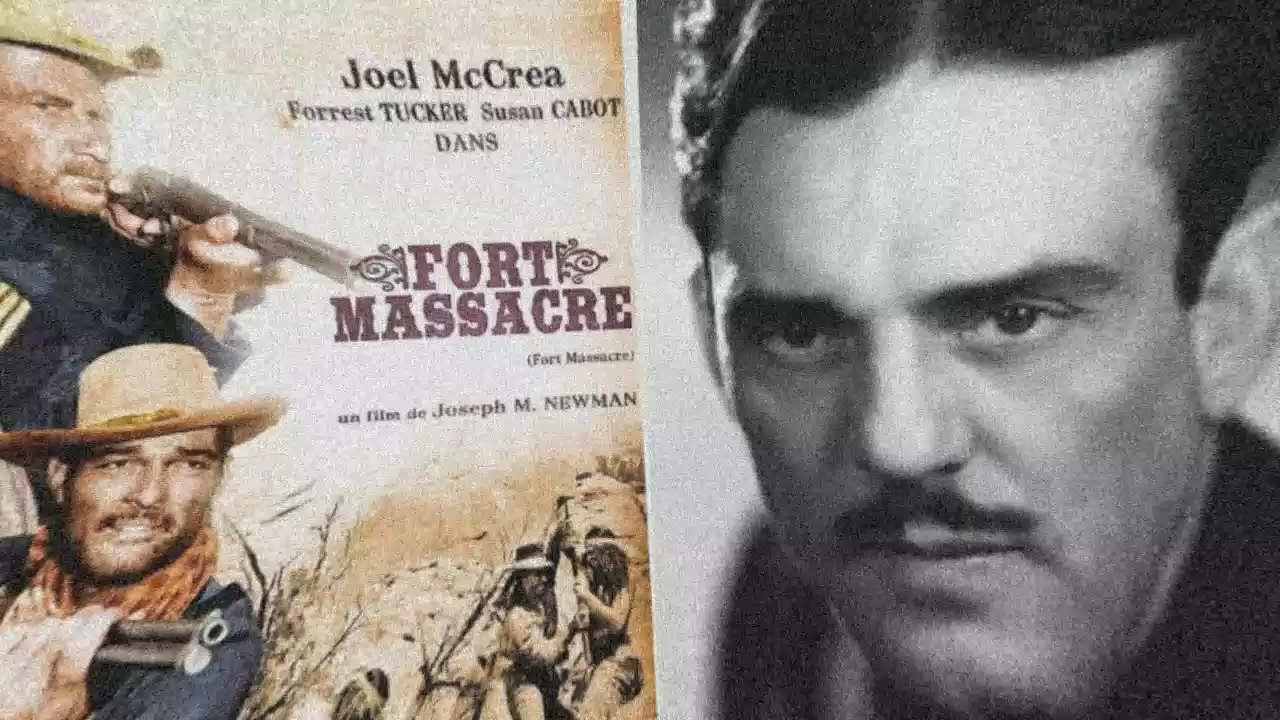 Joel McCrea
Forrest TUCKER Susan CABOT
DANS
FORT
MASSACRE
(Fort Massacre)
un film de Joseph M. NEWMAN